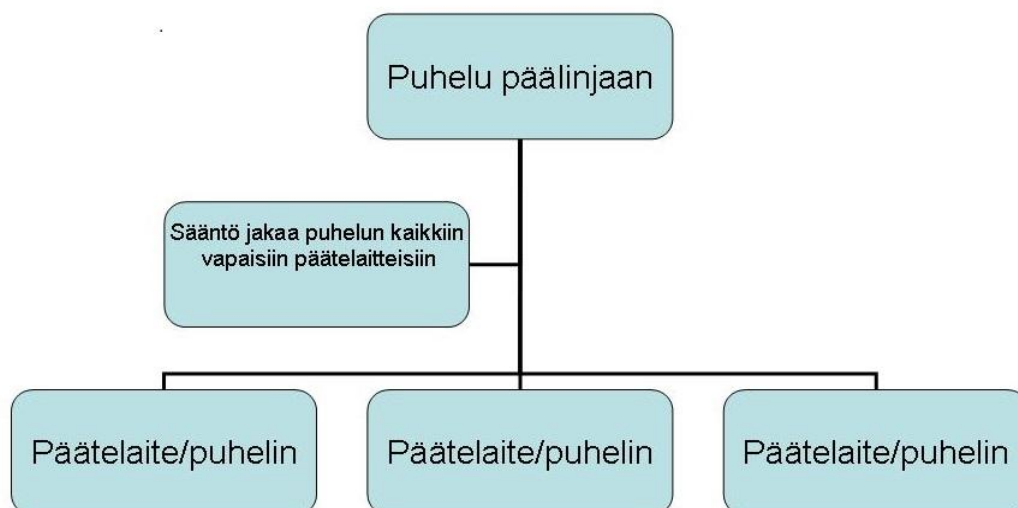 Puhelu päälinjaan
Sääntö jakaa puhelun kaikkiin
vapaisiin päätelaitteisiin
Päätelaite/puhelin
Päätelaite/puhelin
Päätelaite/puhelin